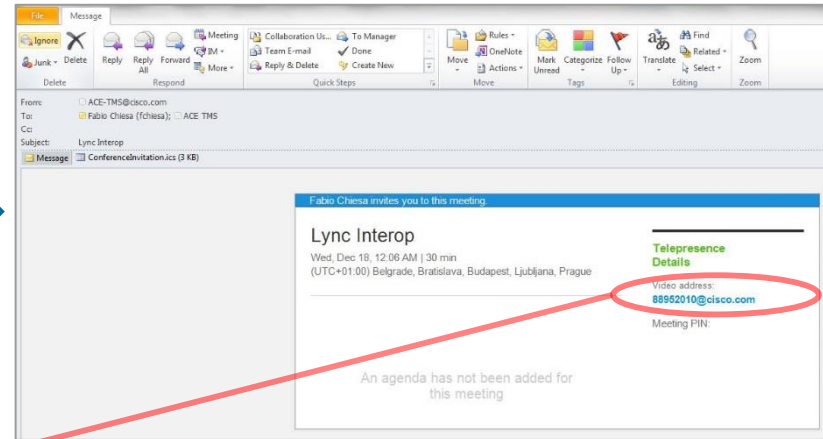 File Message
Ignore
Junk Delete
Reply Reply All Forward
Meeting
IM
More
Collaboration Us... To Manager
Team E-mail Done
Reply & Delete Create New
Move
Rules
OneNote
Actions
Mark Unread Categorize Follow Up
Translate
Find
Related
Select
Zoom
Delete Respond Quick Steps Move Tags Editing Zoom
From: ACE-TMS@cisco.com
To: Fabio Chiesa (fchiesa); ACE TMS
Cc:
Subject: Lync Interop
Message ConferenceInvitation.ics (3 KB)
Fabio Chiesa invites you to this meeting.
Lync Interop
Wed, Dec 18, 12:06 AM | 30 min
(UTC+01:00) Belgrade, Bratislava, Budapest, Ljubljana, Prague
Telepresence
Details
Video address:
88952010@cisco.com
Meeting PIN:
An agenda has not been added for
this meeting